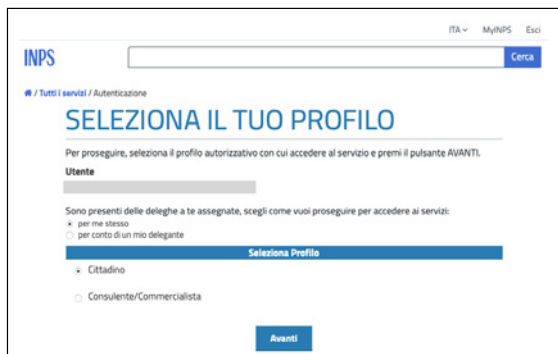 ITA MyINPS Esci
INPS Cerca
/ Tutti i servizi / Autenticazione
SELEZIONA IL TUO PROFILO
Per proseguire, seleziona il profilo autorizzativo con cui accedere al servizio e premi il pulsante AVANTI.
Utente
Sono presenti delle deleghe a te assegnate, scegli come vuoi proseguire per accedere ai servizi:
per me stesso
per conto di un mio delegante
Seleziona Profilo
Cittadino
Consulente/Commercialista
Avanti